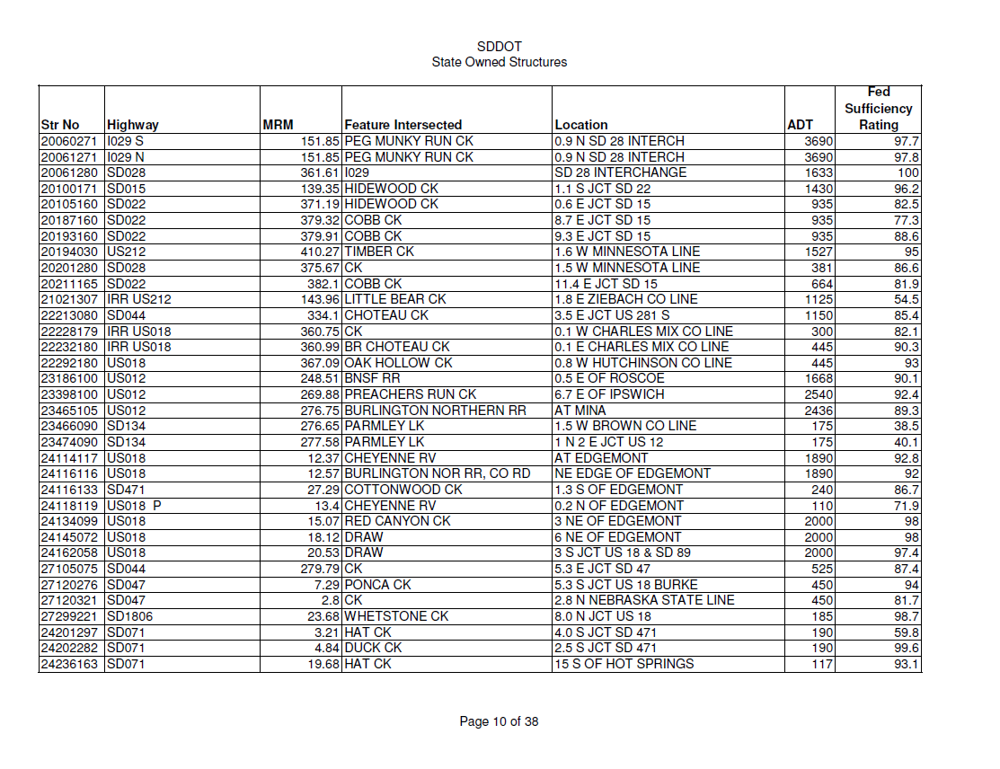 SDDOT
State Owned Structures
Str No Highway MRM Feature Intersected Location ADT Fed Sufficiency Rating
20060271 I029 S 151.85 PEG MUNKY RUN CK 0.9 N SD 28 INTERCH 3690 97.7
20061271 I029 N 151.85 PEG MUNKY RUN CK 0.9 N SD 28 INTERCH 3690 97.8
20061280 SD028 361.61 I029 SD 28 INTERCHANGE 1633 100
20100171 SD015 139.35 HIDEWOOD CK 1.1 S JCT SD 22 1430 96.2
20105160 SD022 371.19 HIDEWOOD CK 0.6 E JCT SD 15 935 82.5
20187160 SD022 379.32 COBB CK 8.7 E JCT SD 15 935 77.3
20193160 SD022 379.91 COBB CK 9.3 E JCT SD 15 935 88.6
20194030 US212 410.27 TIMBER CK 1.6 W MINNESOTA LINE 1527 95
20201280 SD028 375.67 CK 1.5 W MINNESOTA LINE 381 86.6
20211165 SD022 382.1 COBB CK 11.4 E JCT SD 15 664 81.9
21021307 IRR US212 143.96 LITTLE BEAR CK 1.8 E ZIEBACH CO LINE 1125 54.5
22213080 SD044 334.1 CHOTEAU CK 3.5 E JCT US 281 S 1150 85.4
22228179 IRR US018 360.75 CK 0.1 W CHARLES MIX CO LINE 300 82.1
22232180 IRR US018 360.99 BR CHOTEAU CK 0.1 E CHARLES MIX CO LINE 445 90.3
22292180 US018 367.09 OAK HOLLOW CK 0.8 W HUTCHINSON CO LINE 445 93
23186100 US012 248.51 BNSF RR 0.5 E OF ROSCOE 1668 90.1
23398100 US012 269.88 PREACHERS RUN CK 6.7 E OF IPSWICH 2540 92.4
23465105 US012 276.75 BURLINGTON NORTHERN RR AT MINA 2436 89.3
23466090 SD134 276.65 PARMLEY LK 1.5 W BROWN CO LINE 175 38.5
23474090 SD134 277.58 PARMLEY LK 1 N 2 E JCT US 12 175 40.1
24114117 US018 12.37 CHEYENNE RV AT EDGEMONT 1890 92.8
24116116 US018 12.57 BURLINGTON NOR RR, CO RD NE EDGE OF EDGEMONT 1890 92
24116133 SD471 27.29 COTTONWOOD CK 1.3 S OF EDGEMONT 240 86.7
24118119 US018 P 13.4 CHEYENNE RV 0.2 N OF EDGEMONT 110 71.9
24134099 US018 15.07 RED CANYON CK 3 NE OF EDGEMONT 2000 98
24145072 US018 18.12 DRAW 6 NE OF EDGEMONT 2000 98
24162058 US018 20.53 DRAW 3 S JCT US 18 & SD 89 2000 97.4
27105075 SD044 279.79 CK 5.3 E JCT SD 47 525 87.4
27120276 SD047 7.29 PONCA CK 5.3 S JCT US 18 BURKE 450 94
27120321 SD047 2.8 CK 2.8 N NEBRASKA STATE LINE 450 81.7
27299221 SD1806 23.68 WHETSTONE CK 8.0 N JCT US 18 185 98.7
24201297 SD071 3.21 HAT CK 4.0 S JCT SD 471 190 59.8
24202282 SD071 4.84 DUCK CK 2.5 S JCT SD 471 190 99.6
24236163 SD071 19.68 HAT CK 15 S OF HOT SPRINGS 117 93.1
Page 10 of 38